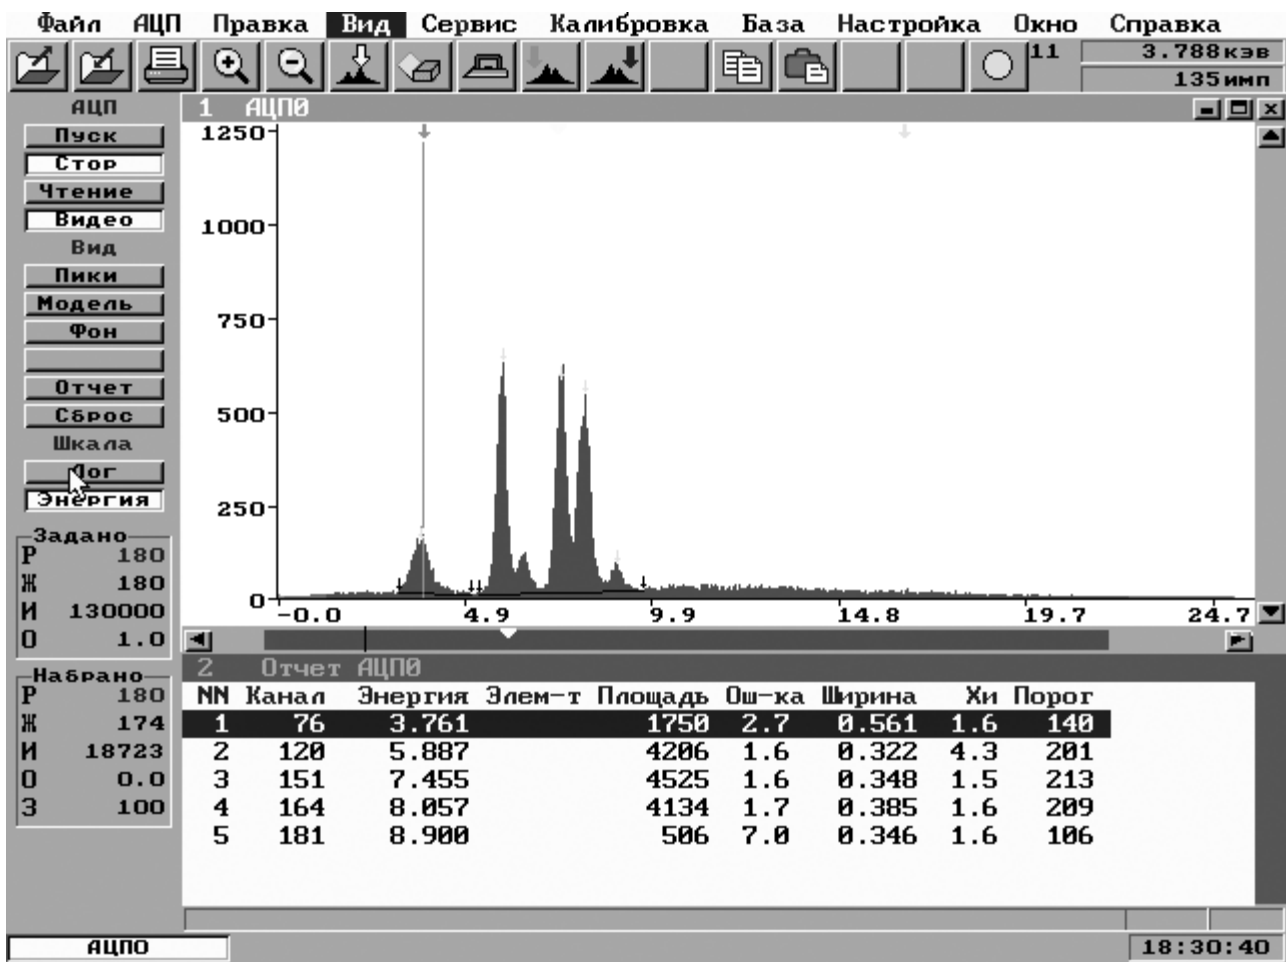 Файл АЦП Правка Вид Сервис Калибровка База Настройка Окно Справка
11 3.788кэв
135имп
АЦП
Пуск
Стор
Чтение
Видео
Вид
Пики
Модель
Фон
Отчет
Сброс
Шкала
Лог
Энергия
Задано
Р 180
Ж 180
И 130000
О 1.0
Набрано
Р 180
Ж 174
И 18723
О 0.0
З 100
1 АЦП0
1250
1000
750
500
250
0
-0.0 4.9 9.9 14.8 19.7 24.7
2 Отчет АЦП0
NN Канал Энергия Элем-т Площадь Ош-ка Ширина Хи Порог
1 76 3.761 1750 2.7 0.561 1.6 140
2 120 5.887 4206 1.6 0.322 4.3 201
3 151 7.455 4525 1.6 0.348 1.5 213
4 164 8.057 4134 1.7 0.385 1.6 209
5 181 8.900 506 7.0 0.346 1.6 106
АЦПО 18:30:40